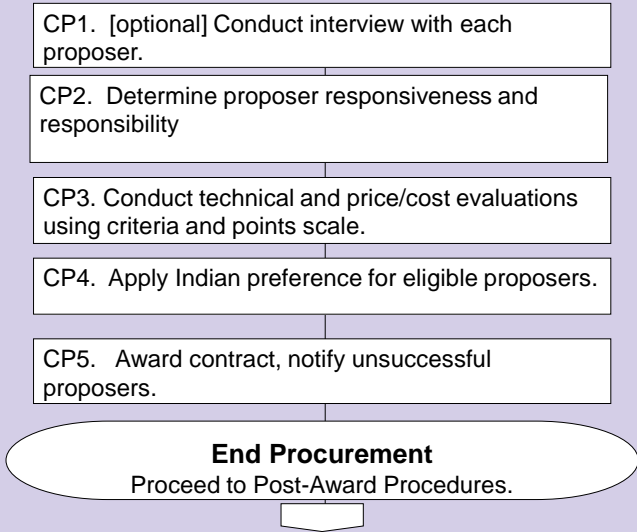 CP1.  [optional] Conduct interview with each
proposer.
CP2.  Determine proposer responsiveness and
responsibility
CP3. Conduct technical and price/cost evaluations
using criteria and points scale.
CP4.  Apply Indian preference for eligible proposers.
CP5.   Award contract, notify unsuccessful
proposers.
End Procurement
Proceed to Post-Award Procedures.